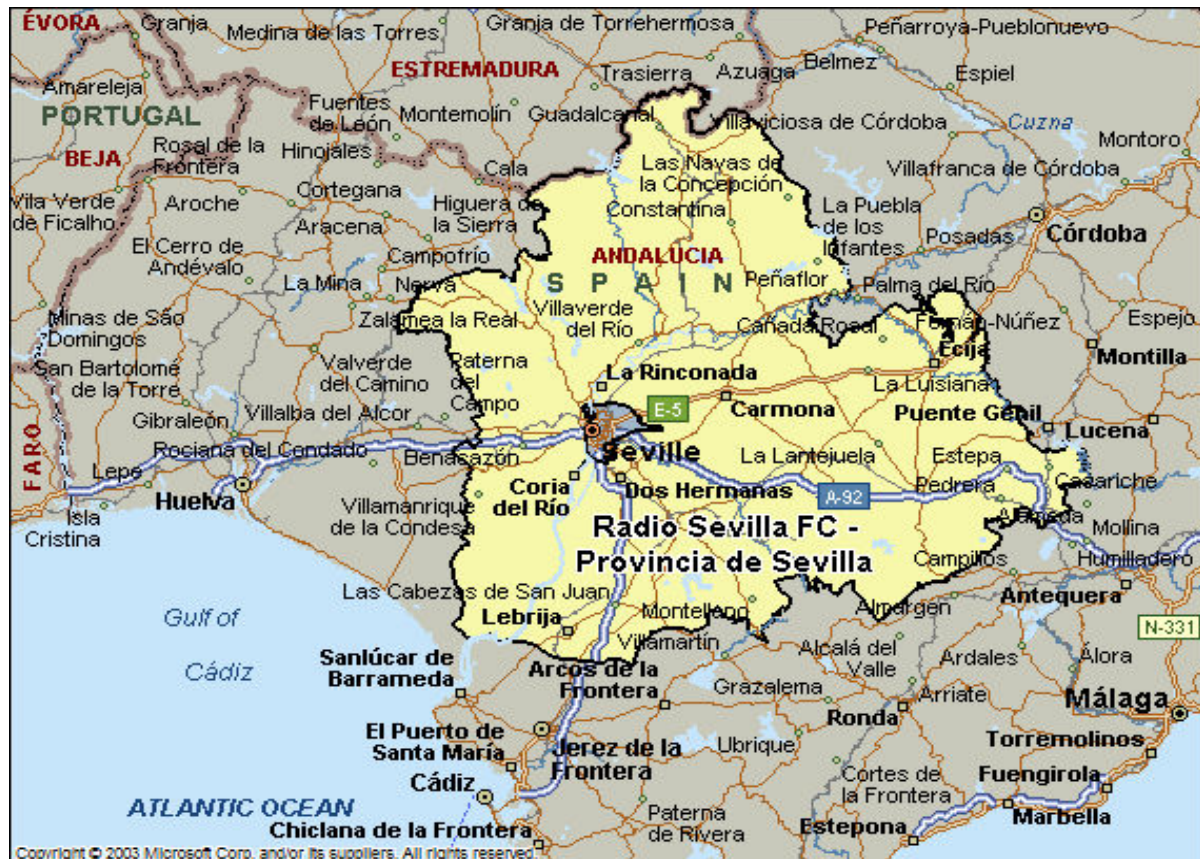 ÉVORA
Granja
Medina de las Torres
Granja de Torrehermosa
Peñarroya-Pueblonuevo
Belmez
ESTREMADURA
Trasierra
Azuaga
Espiel
Amareleja
PORTUGAL
Fuentes
de León
Montemolín
Guadalcanal
Villaviciosa de Córdoba
Cuzna
Montoro
BEJA
Rosal de la
Frontera
Hinojales
Cala
Las Navas de
la Concepción
Villafranca de Córdoba
Vila Verde
de Ficalho
Aroche
Cortegana
Higuera de
la Sierra
Constantina
La Puebla
de los
Infantes
Aracena
Posadas
Córdoba
El Cerro de
Andévalo
Campofrío
ANDALUCIA
La Mina
Nerva
SPAIN
Peñaflor
Palma del Río
Minas de São
Domingos
Zalamea la Real
Villaverde
del Río
Cañada Rosal
Fernán-Núñez
Espejo
San Bartolome
de la Torre
Valverde
del Camino
Paterna
del
Campo
La Rinconada
Ecija
Montilla
La Luisiana
Gibraleón
Villalba del Alcor
E-5
Carmona
Puente Genil
Lucena
FARO
Rociana del Condado
Seville
Lepe
Benacazón
La Lantejuela
Estepa
Huelva
Coria
del Río
Dos Hermanas
A-92
Pedrera
Casariche
Isla
Cristina
Villamanrique
de la Condesa
Alameda
Mollina
Radio Sevilla FC -
Provincia de Sevilla
Campillos
Humilladero
Las Cabezas de San Juan
Montellano
Almargen
Antequera
Gulf of
Cádiz
Lebrija
N-331
Villamartín
Sanlúcar de
Barrameda
Arcos de la
Frontera
Alcalá del
Valle
Ardales
Álora
Grazalema
Arriate
Málaga
Ronda
El Puerto de
Santa María
Jerez de la
Frontera
Ubrique
Torremolinos
Cádiz
Cortes de
la Frontera
Fuengirola
ATLANTIC OCEAN
Paterna
de Rivera
Marbella
Chiclana de la Frontera
Estepona
Copyright © 2003 Microsoft Corp. and/or its suppliers. All rights reserved.